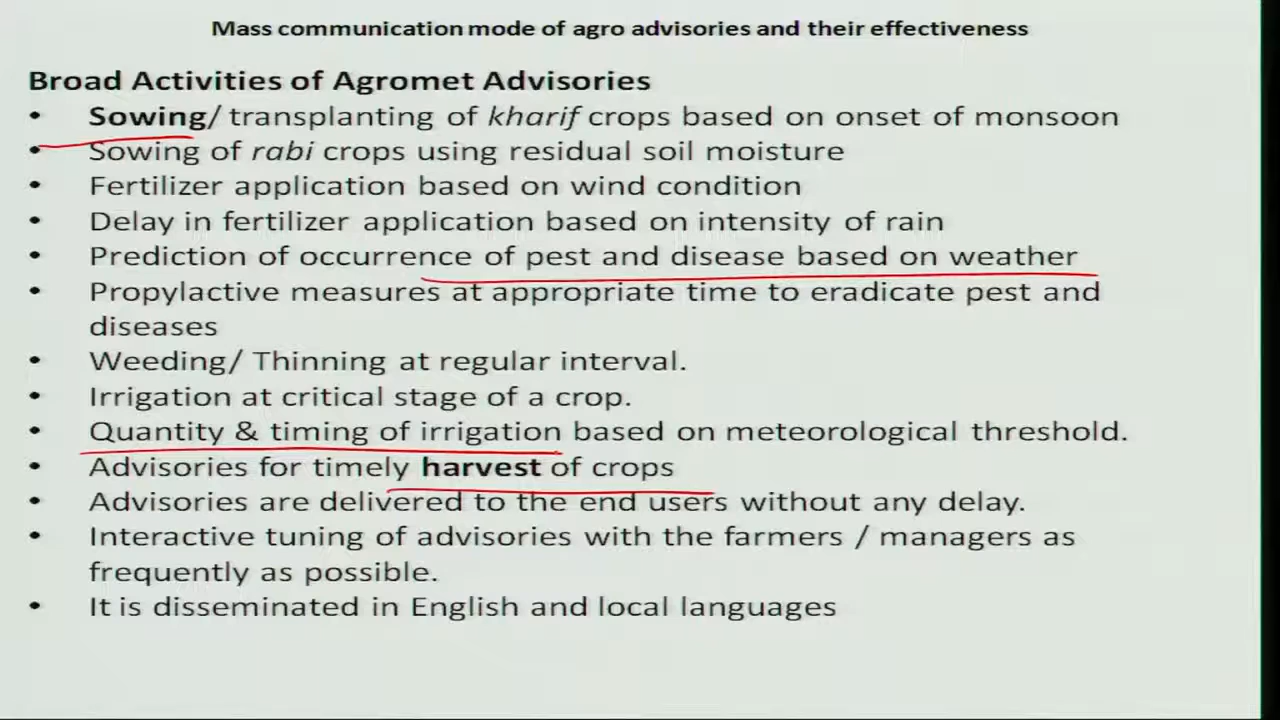 Mass communication mode of agro advisories and their effectiveness
Broad Activities of Agromet Advisories
• Sowing/ transplanting of kharif crops based on onset of monsoon
• Sowing of rabi crops using residual soil moisture
• Fertilizer application based on wind condition
• Delay in fertilizer application based on intensity of rain
• Prediction of occurrence of pest and disease based on weather
• Propylactive measures at appropriate time to eradicate pest and
diseases
• Weeding/ Thinning at regular interval.
• Irrigation at critical stage of a crop.
• Quantity & timing of irrigation based on meteorological threshold.
• Advisories for timely harvest of crops
• Advisories are delivered to the end users without any delay.
• Interactive tuning of advisories with the farmers / managers as
frequently as possible.
• It is disseminated in English and local languages